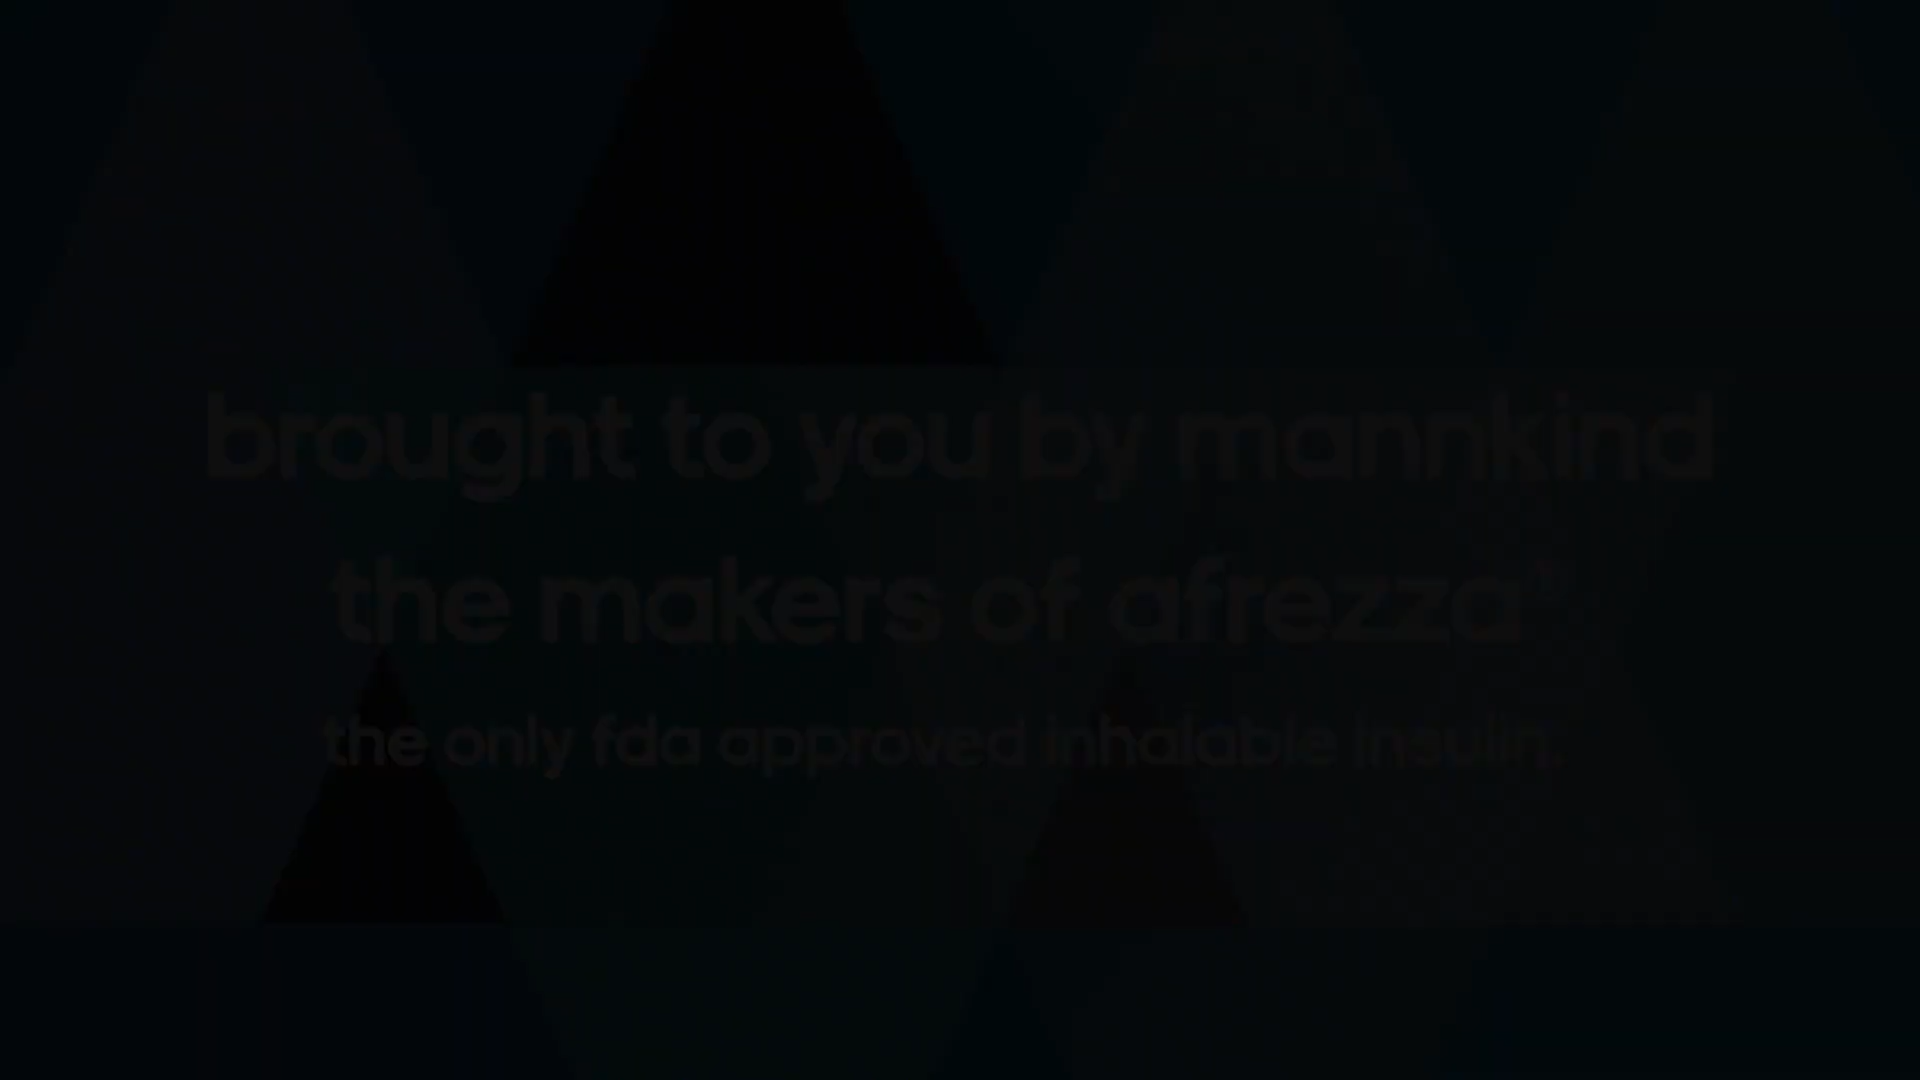 brought to you by mannkind
the makers of afrezza®
the only fda approved inhalable insulin.